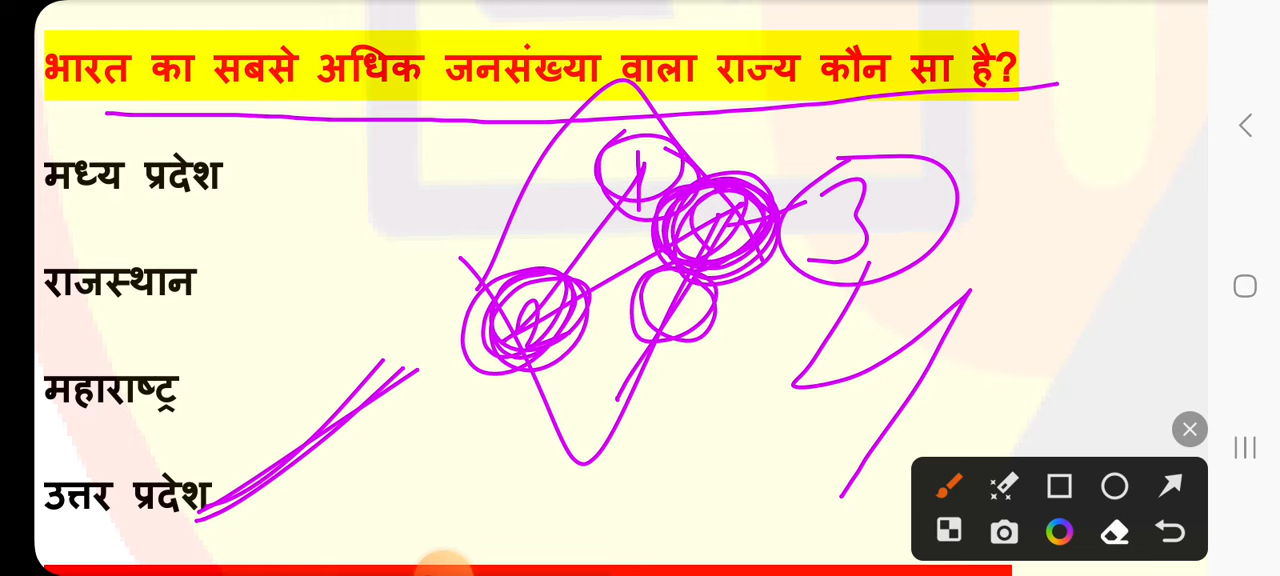 भारत का सबसे अधिक जनसंख्या वाला राज्य कौन सा है?
मध्य प्रदेश
राजस्थान
महाराष्ट्र
उत्तर प्रदेश